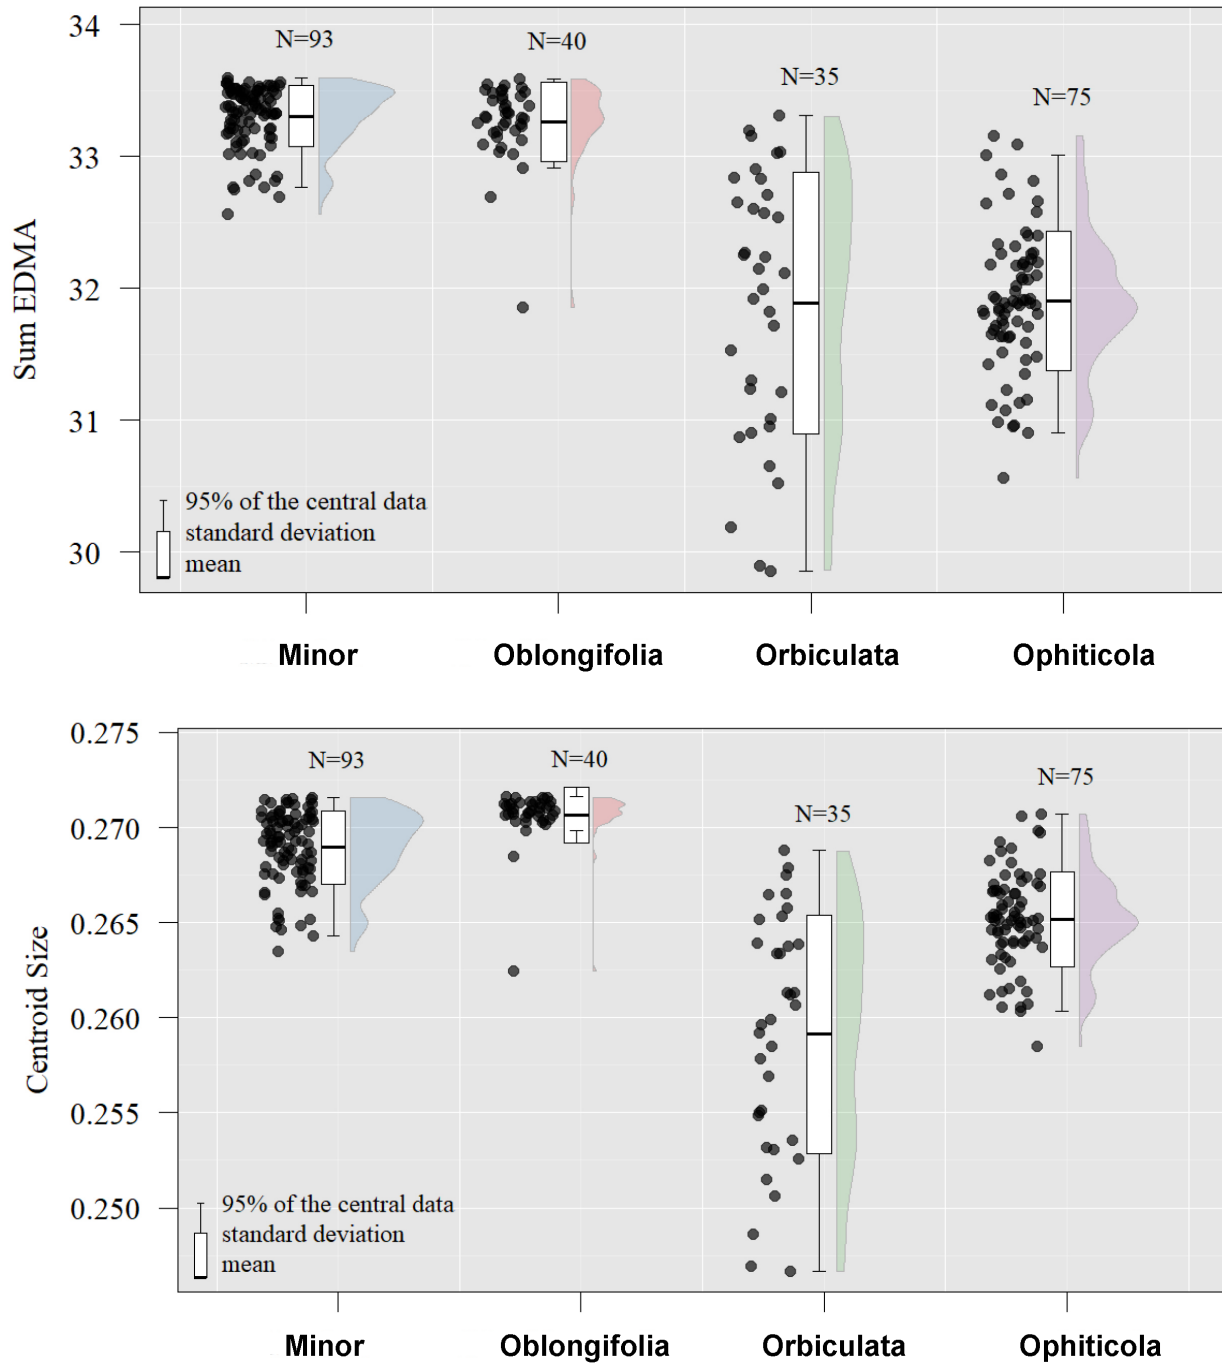 34
N=93
N=40
N=35
N=75
33
Sum EDMA
32
31
95% of the central data
standard deviation
30
mean
Minor
Oblongifolia
Orbiculata
Ophiticola
0.275
N=93
N=40
N=75
N=35
0.270
0.265
Centroid Size
0.260
0.255
95% of the central data
0.250
standard deviation
mean
Minor
Oblongifolia
Orbiculata
Ophiticola